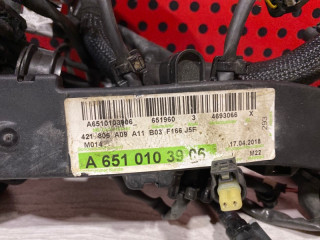 A6510103906 651960 3 4693066 X
421 806 A09 A11 B03 F166 J5F
M014
A 651 010 39 06
17.04.2018
M22